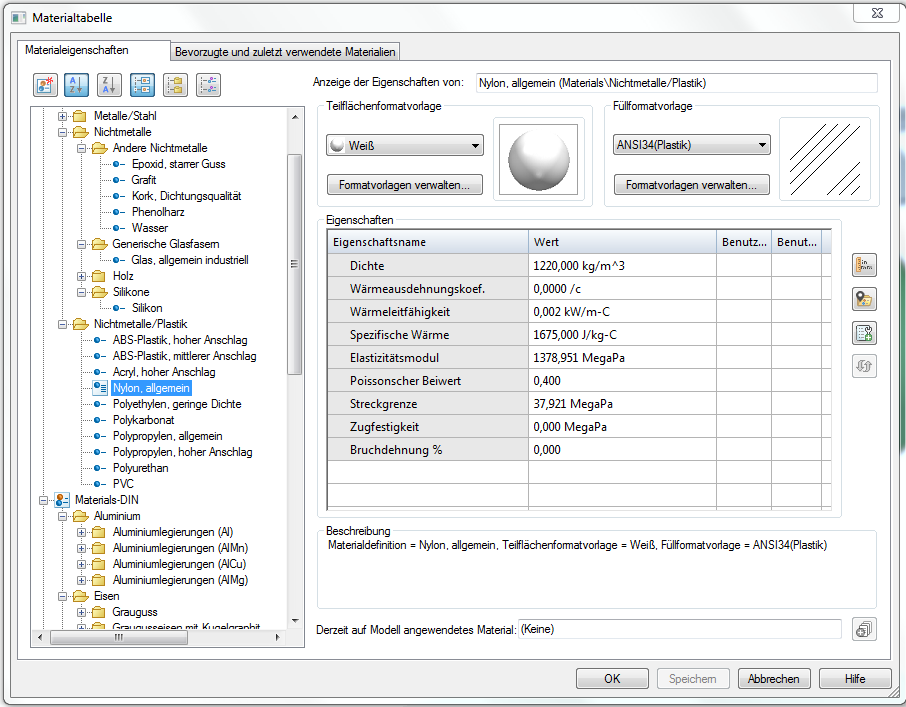 Materialtabelle
Materialeigenschaften
Bevorzugte und zuletzt verwendete Materialien
Metalle/Stahl
Nichtmetalle
Andere Nichtmetalle
Epoxid, starrer Guss
Grafit
Kork, Dichtungsqualität
Phenolharz
Wasser
Generische Glasfasern
Glas, allgemein industriell
Holz
Silikone
Silikon
Nichtmetalle/Plastik
ABS-Plastik, hoher Anschlag
ABS-Plastik, mittlerer Anschlag
Acryl, hoher Anschlag
Nylon, allgemein
Polyethylen, geringe Dichte
Polykarbonat
Polypropylen, allgemein
Polypropylen, hoher Anschlag
Polyurethan
PVC
Materials-DIN
Aluminium
Aluminiumlegierungen (Al)
Aluminiumlegierungen (AlMn)
Aluminiumlegierungen (AlCu)
Aluminiumlegierungen (AlMg)
Eisen
Grauguss
Graugusseisen mit Kugelgraphit
Anzeige der Eigenschaften von: Nylon, allgemein (Materials\Nichtmetalle/Plastik)
Teilflächenformatvorlage
Weiß
Formatvorlagen verwalten...
Füllformatvorlage
ANSI34(Plastik)
Formatvorlagen verwalten...
Eigenschaften
Eigenschaftsname Wert Benutz... Benut...
Dichte 1220,000 kg/m^3
Wärmeausdehnungskoef. 0,0000 /c
Wärmeleitfähigkeit 0,002 kW/m-C
Spezifische Wärme 1675,000 J/kg-C
Elastizitätsmodul 1378,951 MegaPa
Poissonscher Beiwert 0,400
Streckgrenze 37,921 MegaPa
Zugfestigkeit 0,000 MegaPa
Bruchdehnung % 0,000
Beschreibung
Materialdefinition = Nylon, allgemein, Teilflächenformatvorlage = Weiß, Füllformatvorlage = ANSI34(Plastik)
Derzeit auf Modell angewendetes Material: (Keine)
OK Speichern Abbrechen Hilfe